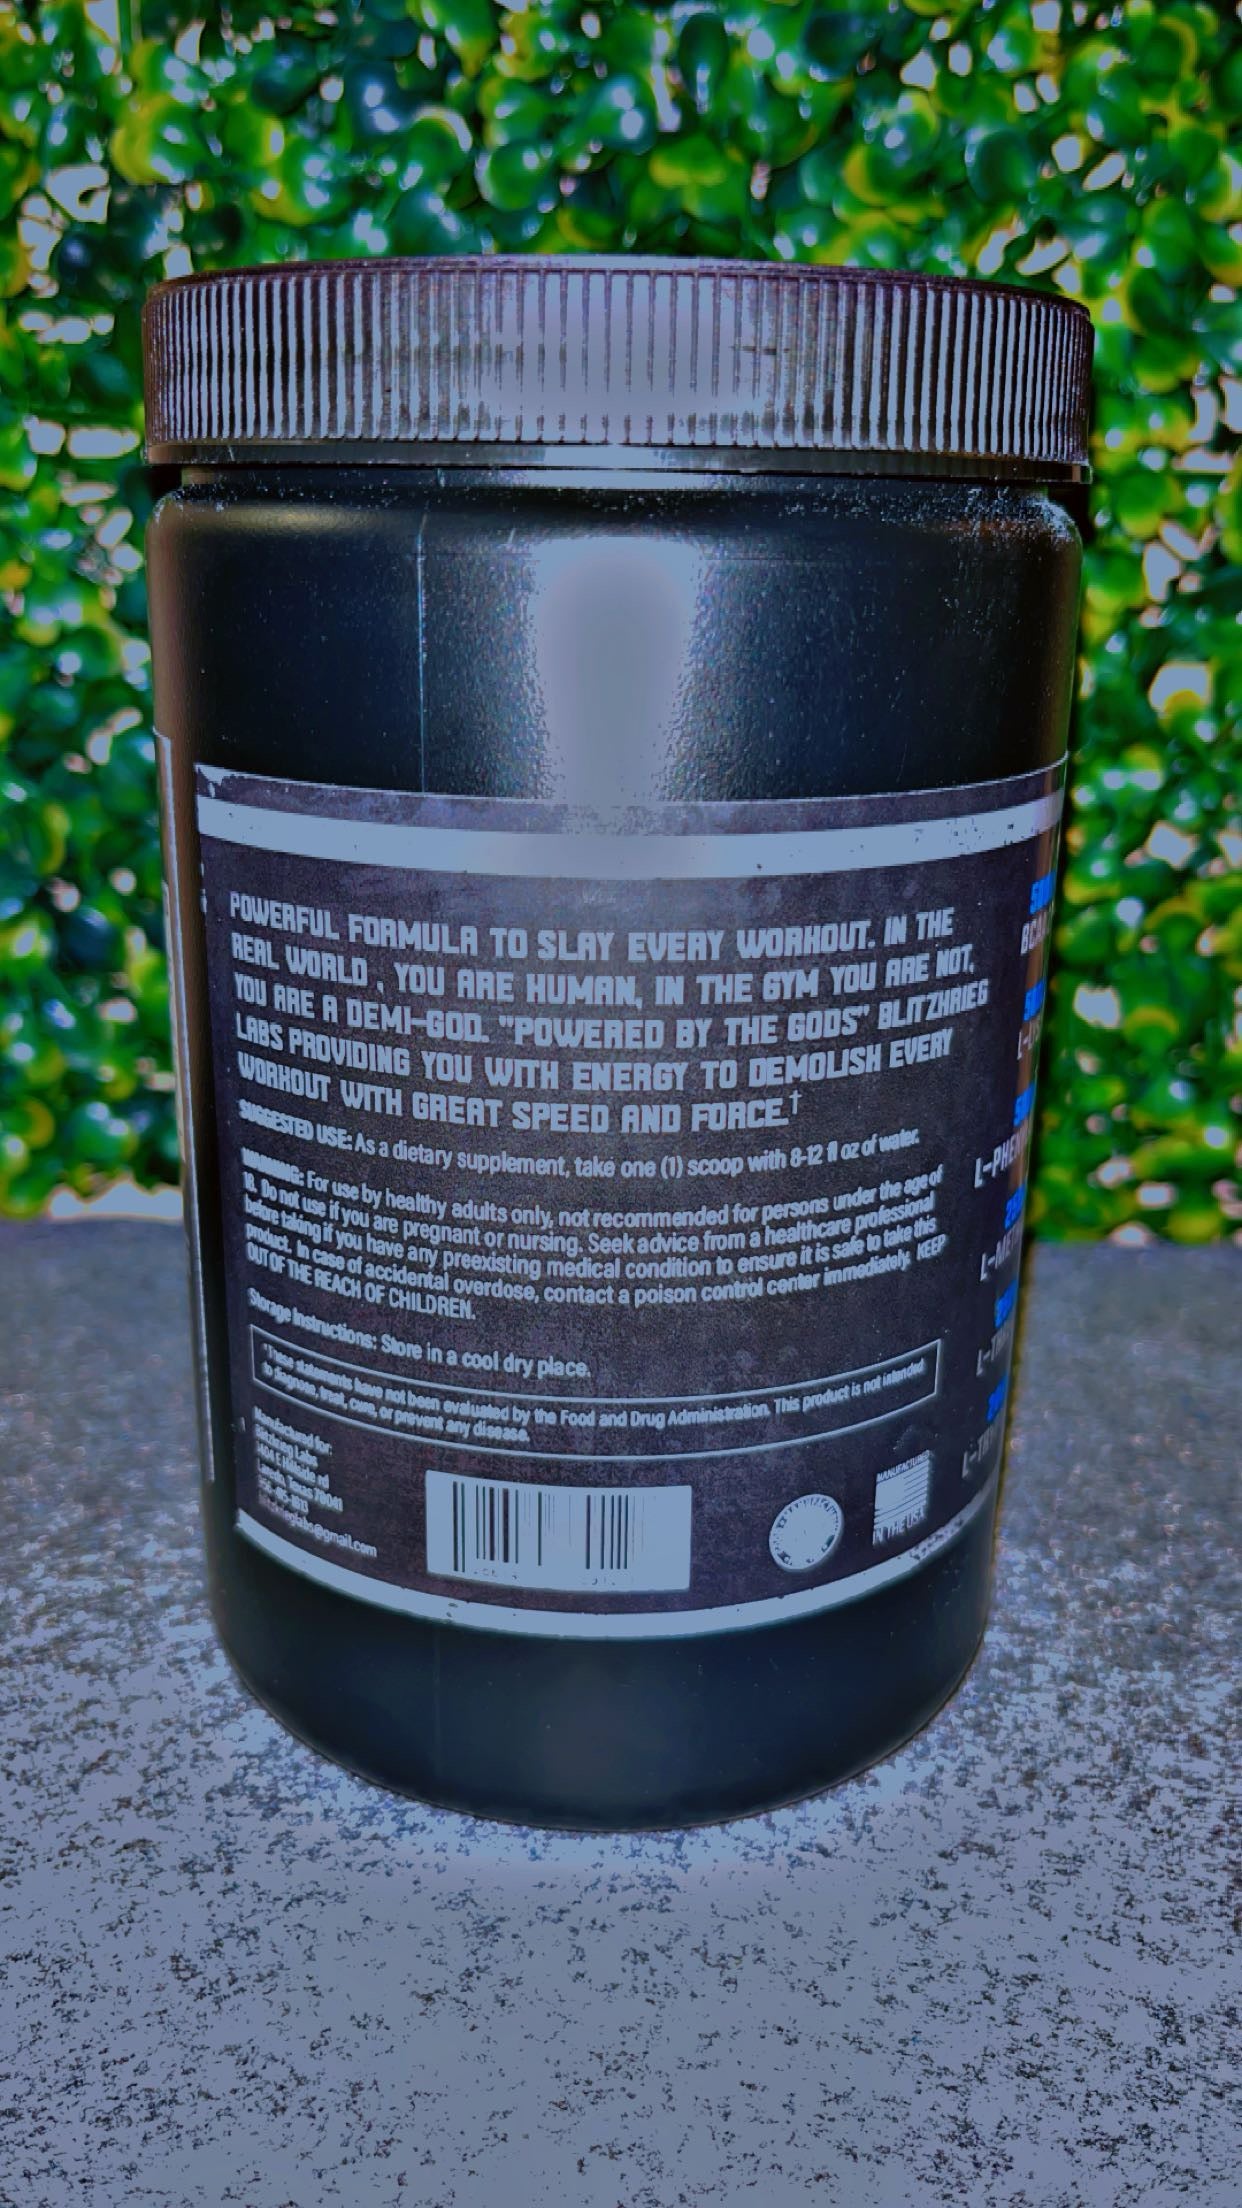 POWERFUL FORMULA TO SLAY EVERY WORKOUT. IN THE
REAL WORLD , YOU ARE HUMAN, IN THE GYM YOU ARE NOT,
YOU ARE A DEMI-GOD. "POWERED BY THE GODS" BLITZKRIEG
LABS PROVIDING YOU WITH ENERGY TO DEMOLISH EVERY
WORKOUT WITH GREAT SPEED AND FORCE.†
SUGGESTED USE: As a dietary supplement, take one (1) scoop with 8-12 fl oz of water.
WARNING: For use by healthy adults only, not recommended for persons under the age of
18. Do not use if you are pregnant or nursing. Seek advice from a healthcare professional
before taking if you have any preexisting medical condition to ensure it is safe to take this
product. In case of accidental overdose, contact a poison control center immediately. KEEP
OUT OF THE REACH OF CHILDREN.
Storage Instructions: Store in a cool dry place.
*These statements have not been evaluated by the Food and Drug Administration. This product is not intended
to diagnose, treat, cure, or prevent any disease.
Manufactured for:
Blitzkrieg Labs
Laredo, Texas 78041
MANUFACTURED
IN THE USA